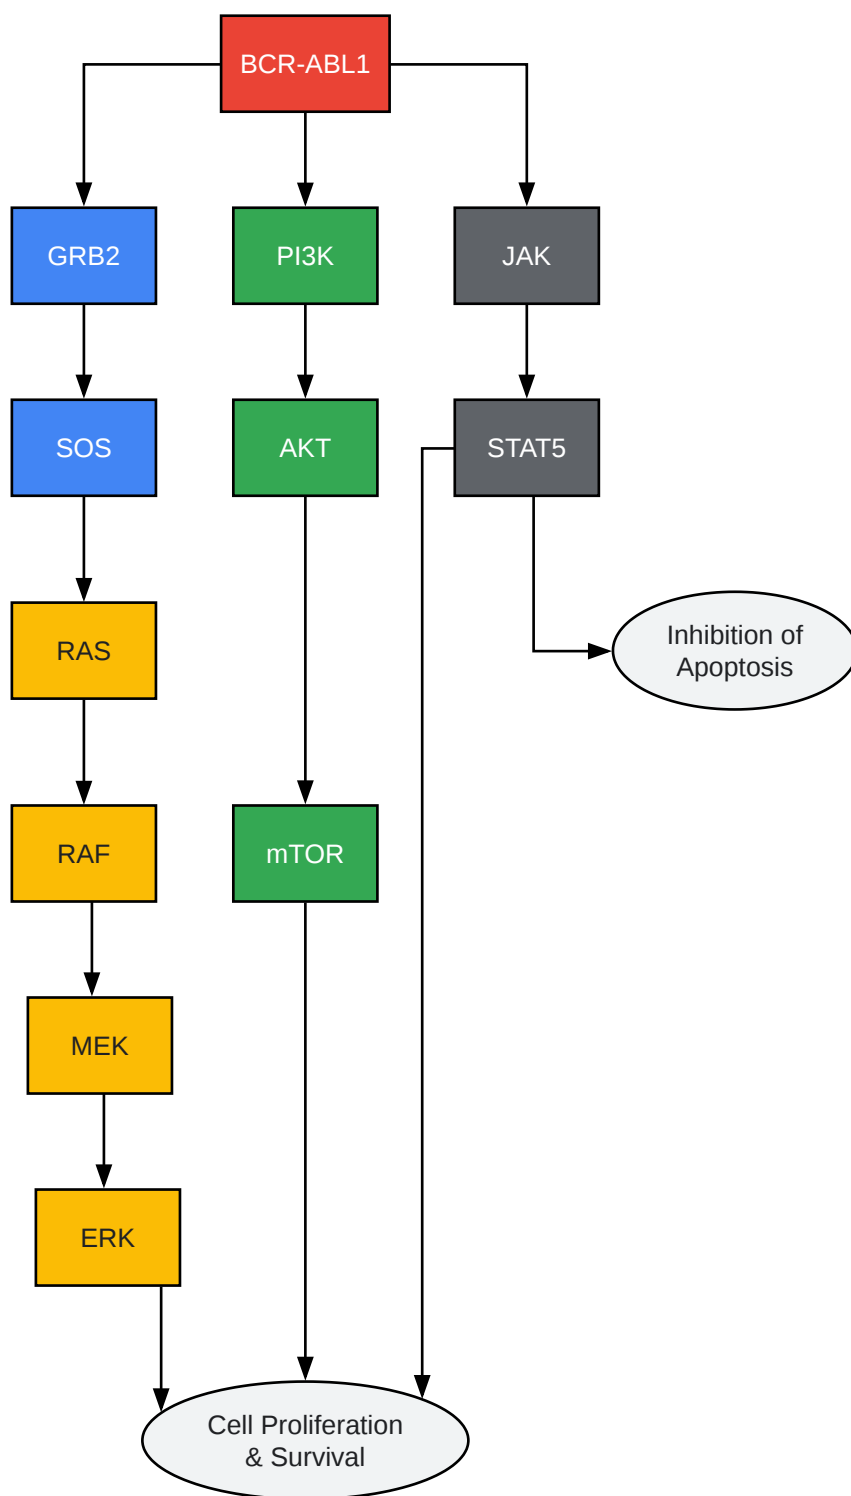 BCR-ABL1
GRB2
PI3K
JAK
SOS
AKT
STAT5
RAS
Inhibition of
Apoptosis
RAF
mTOR
MEK
ERK
Cell Proliferation
& Survival